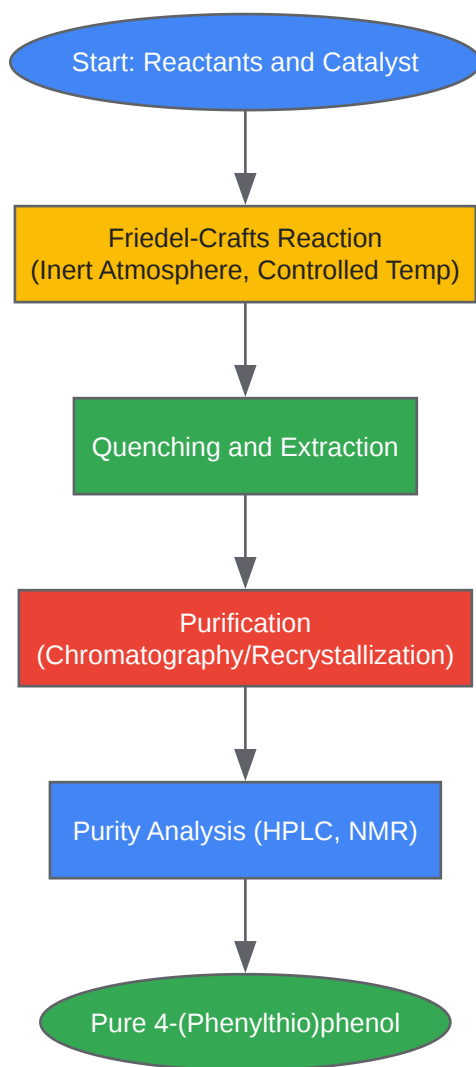 Start: Reactants and Catalyst
Friedel-Crafts Reaction
(Inert Atmosphere, Controlled Temp)
Quenching and Extraction
Purification
(Chromatography/Recrystallization)
Purity Analysis (HPLC, NMR)
Pure 4-(Phenylthio)phenol